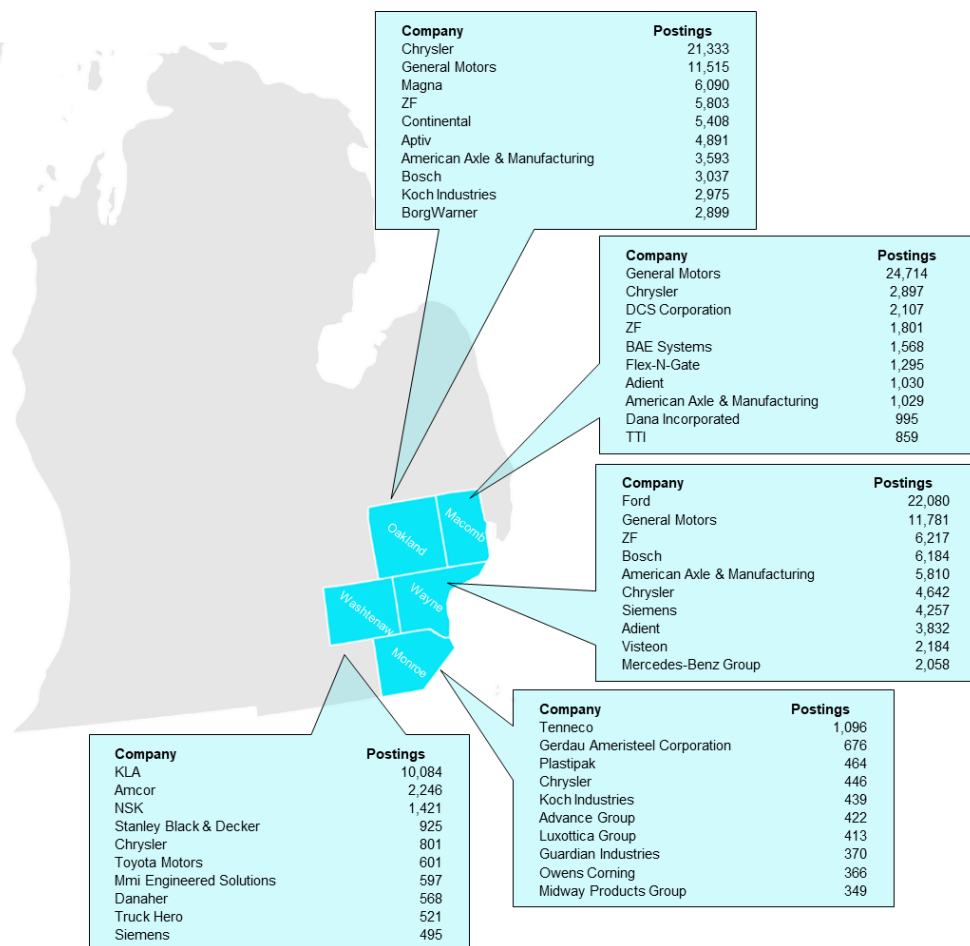 Company Postings
Chrysler 21,333
General Motors 11,515
Magna 6,090
ZF 5,803
Continental 5,408
Aptiv 4,891
American Axle & Manufacturing 3,593
Bosch 3,037
Koch Industries 2,975
BorgWarner 2,899
Company Postings
General Motors 24,714
Chrysler 2,897
DCS Corporation 2,107
ZF 1,801
BAE Systems 1,568
Flex-N-Gate 1,295
Adient 1,030
American Axle & Manufacturing 1,029
Dana Incorporated 995
TTI 859
Company Postings
Ford 22,080
General Motors 11,781
ZF 6,217
Bosch 6,184
American Axle & Manufacturing 5,810
Chrysler 4,642
Siemens 4,257
Adient 3,832
Visteon 2,184
Mercedes-Benz Group 2,058
Oakland
Macomb
Washtenaw
Wayne
Monroe
Company Postings
Tenneco 1,096
Gerdau Ameristeel Corporation 676
Plastipak 464
Chrysler 446
Koch Industries 439
Advance Group 422
Luxottica Group 413
Guardian Industries 370
Owens Corning 366
Midway Products Group 349
Company Postings
KLA 10,084
Amcor 2,246
NSK 1,421
Stanley Black & Decker 925
Chrysler 801
Toyota Motors 601
Mmi Engineered Solutions 597
Danaher 568
Truck Hero 521
Siemens 495